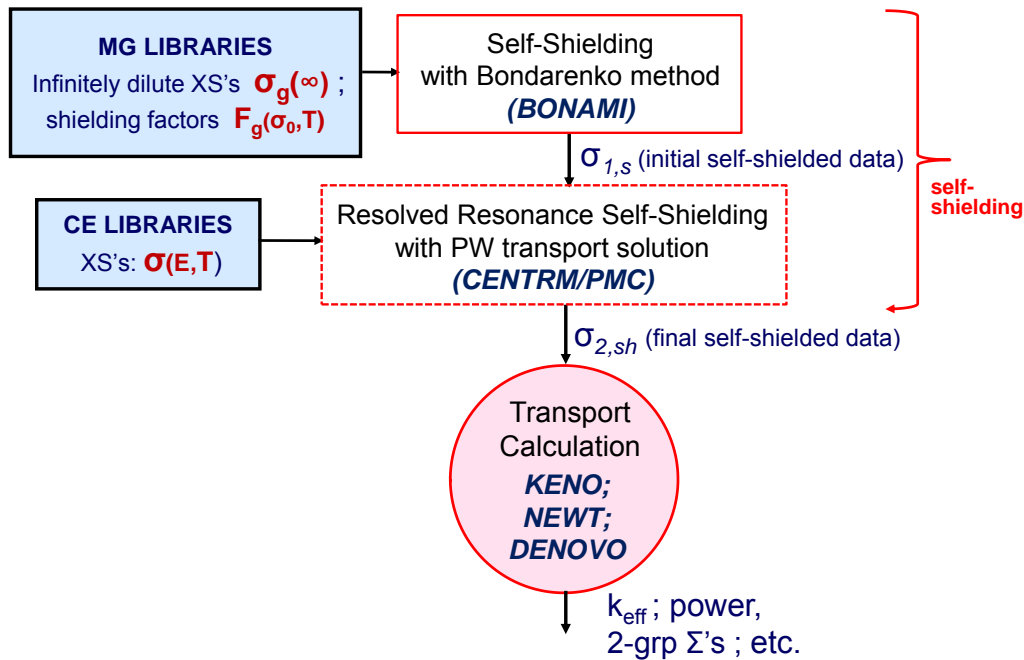 MG LIBRARIES
Infinitely dilute XS's σg(∞) ;
shielding factors Fg(σ0,T)
Self-Shielding
with Bondarenko method
(BONAMI)
σ1,s (initial self-shielded data)
self-
shielding
CE LIBRARIES
XS's: σ(E,T)
Resolved Resonance Self-Shielding
with PW transport solution
(CENTRM/PMC)
σ2,sh (final self-shielded data)
Transport
Calculation
KENO;
NEWT;
DENOVO
keff ; power,
2-grp Σ's ; etc.